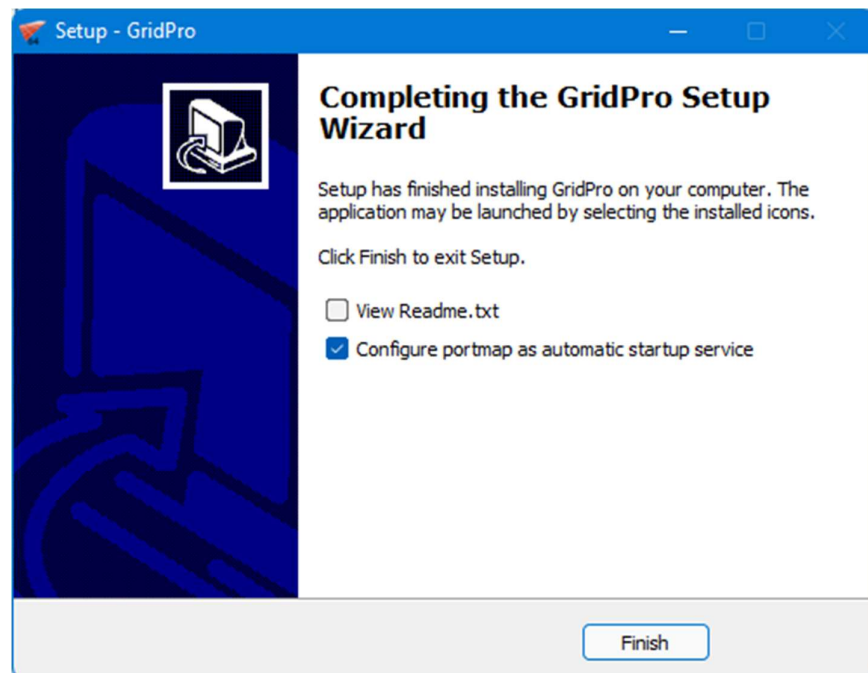 Setup - GridPro
Completing the GridPro Setup
Wizard
Setup has finished installing GridPro on your computer. The
application may be launched by selecting the installed icons.
Click Finish to exit Setup.
View Readme.txt
Configure portmap as automatic startup service
Finish